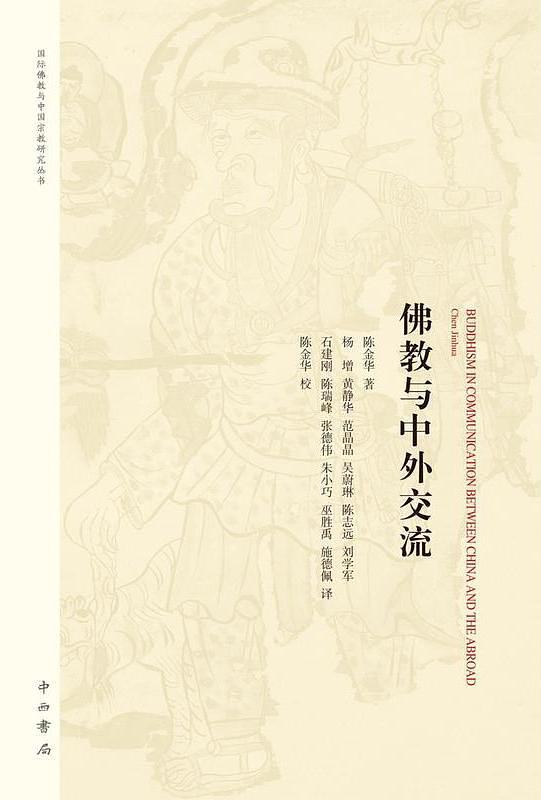 国际佛教与中国宗教研究丛书
BUDDHISM IN COMMUNICATION BETWEEN CHINA AND THE ABROAD
Chen Jinhua
佛教与中外交流
陈金华 著
杨 增 黄静华 范晶晶 吴蔚琳 陈志远 刘学军
石建刚 陈瑞峰 张德伟 朱小巧 巫胜禹 施德佩 译
陈金华 校
中西書局